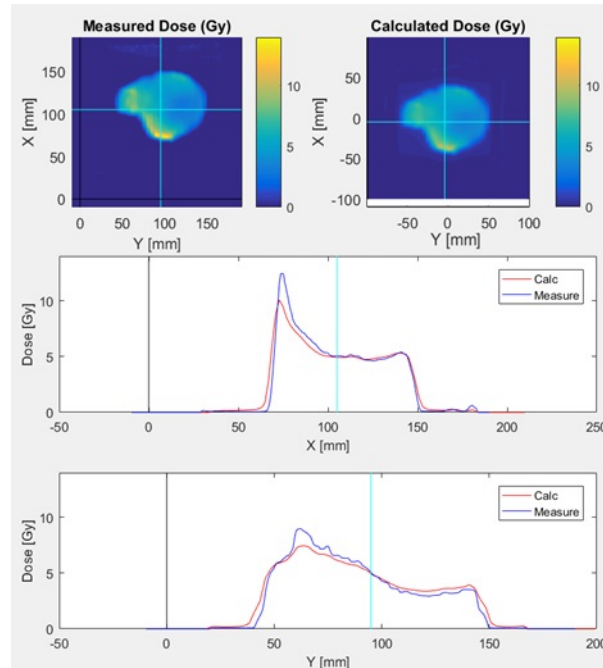 Measured Dose (Gy)
Calculated Dose (Gy)
X [mm]
150
100
50
0
0 50 100 150
Y [mm]
10
5
0
X [mm]
50
0
-50
-100
-50 0 50 100
Y [mm]
10
5
0
Dose [Gy]
10
5
0
Calc
Measure
-50 0 50 100 150 200 250
X [mm]
Dose [Gy]
10
5
0
Calc
Measure
-50 0 50 100 150 200
Y [mm]